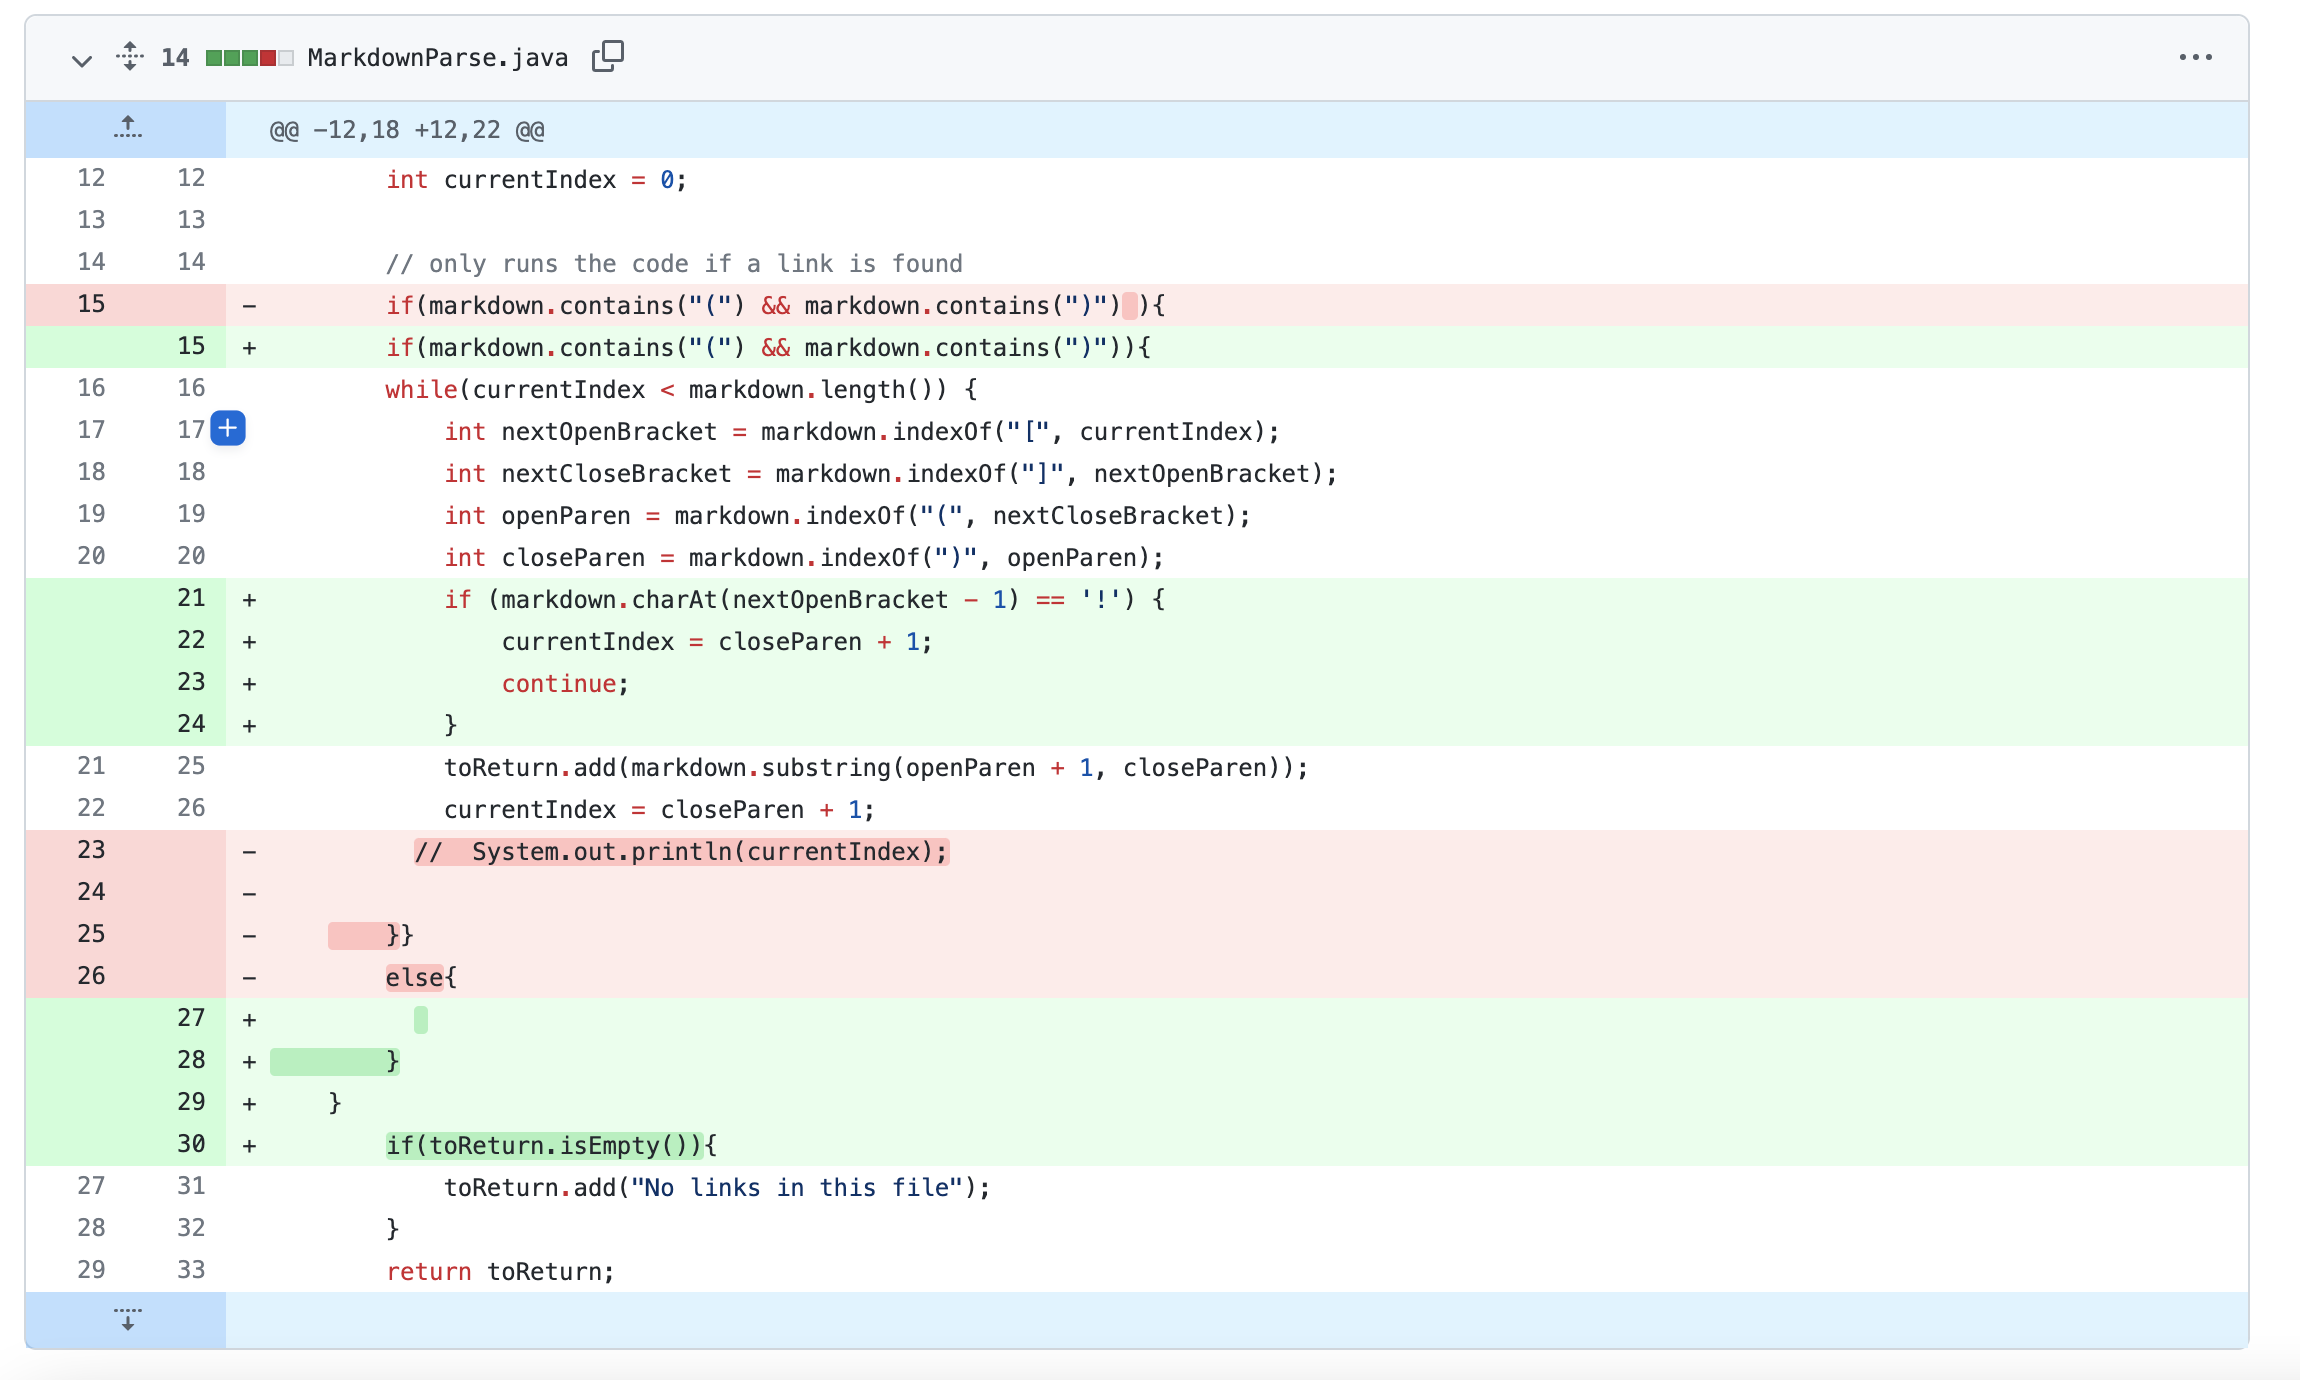 14 MarkdownParse.java
@@ -12,18 +12,22 @@
12 12 int currentIndex = 0;
13 13
14 14 // only runs the code if a link is found
15 - if(markdown.contains("(") && markdown.contains(")") ){
15 + if(markdown.contains("(") && markdown.contains(")")){
16 16 while(currentIndex < markdown.length()) {
17 17 int nextOpenBracket = markdown.indexOf("[", currentIndex);
18 18 int nextCloseBracket = markdown.indexOf("]", nextOpenBracket);
19 19 int openParen = markdown.indexOf("(", nextCloseBracket);
20 20 int closeParen = markdown.indexOf(")", openParen);
21 + if (markdown.charAt(nextOpenBracket - 1) == '!') {
22 + currentIndex = closeParen + 1;
23 + continue;
24 + }
21 25 toReturn.add(markdown.substring(openParen + 1, closeParen));
22 26 currentIndex = closeParen + 1;
23 - //  System.out.println(currentIndex);
24 -
25 - }}
26 - else{
27 +
28 + }
29 + }
30 + if(toReturn.isEmpty()){
27 31 toReturn.add("No links in this file");
28 32 }
29 33 return toReturn;